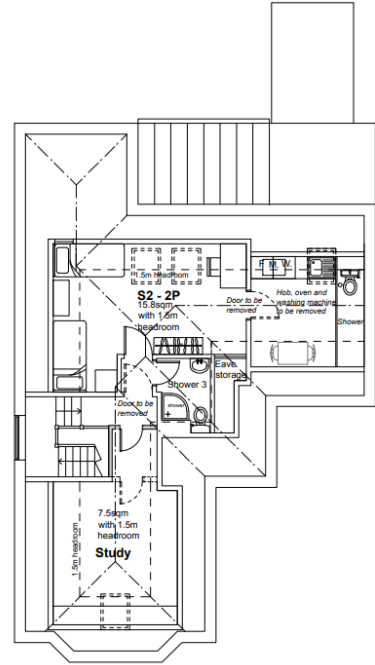 1.5m headroom
S2 - 2P
15.8sqm
with 1.5m
headroom
F. M. W.
Door to be
removed
Hob, oven and
washing machine
to be removed
Shower
Eave
storage
Shower 3
shower
Door to be
removed
7.5sqm
with 1.5m
headroom
Study
1.5m headroom